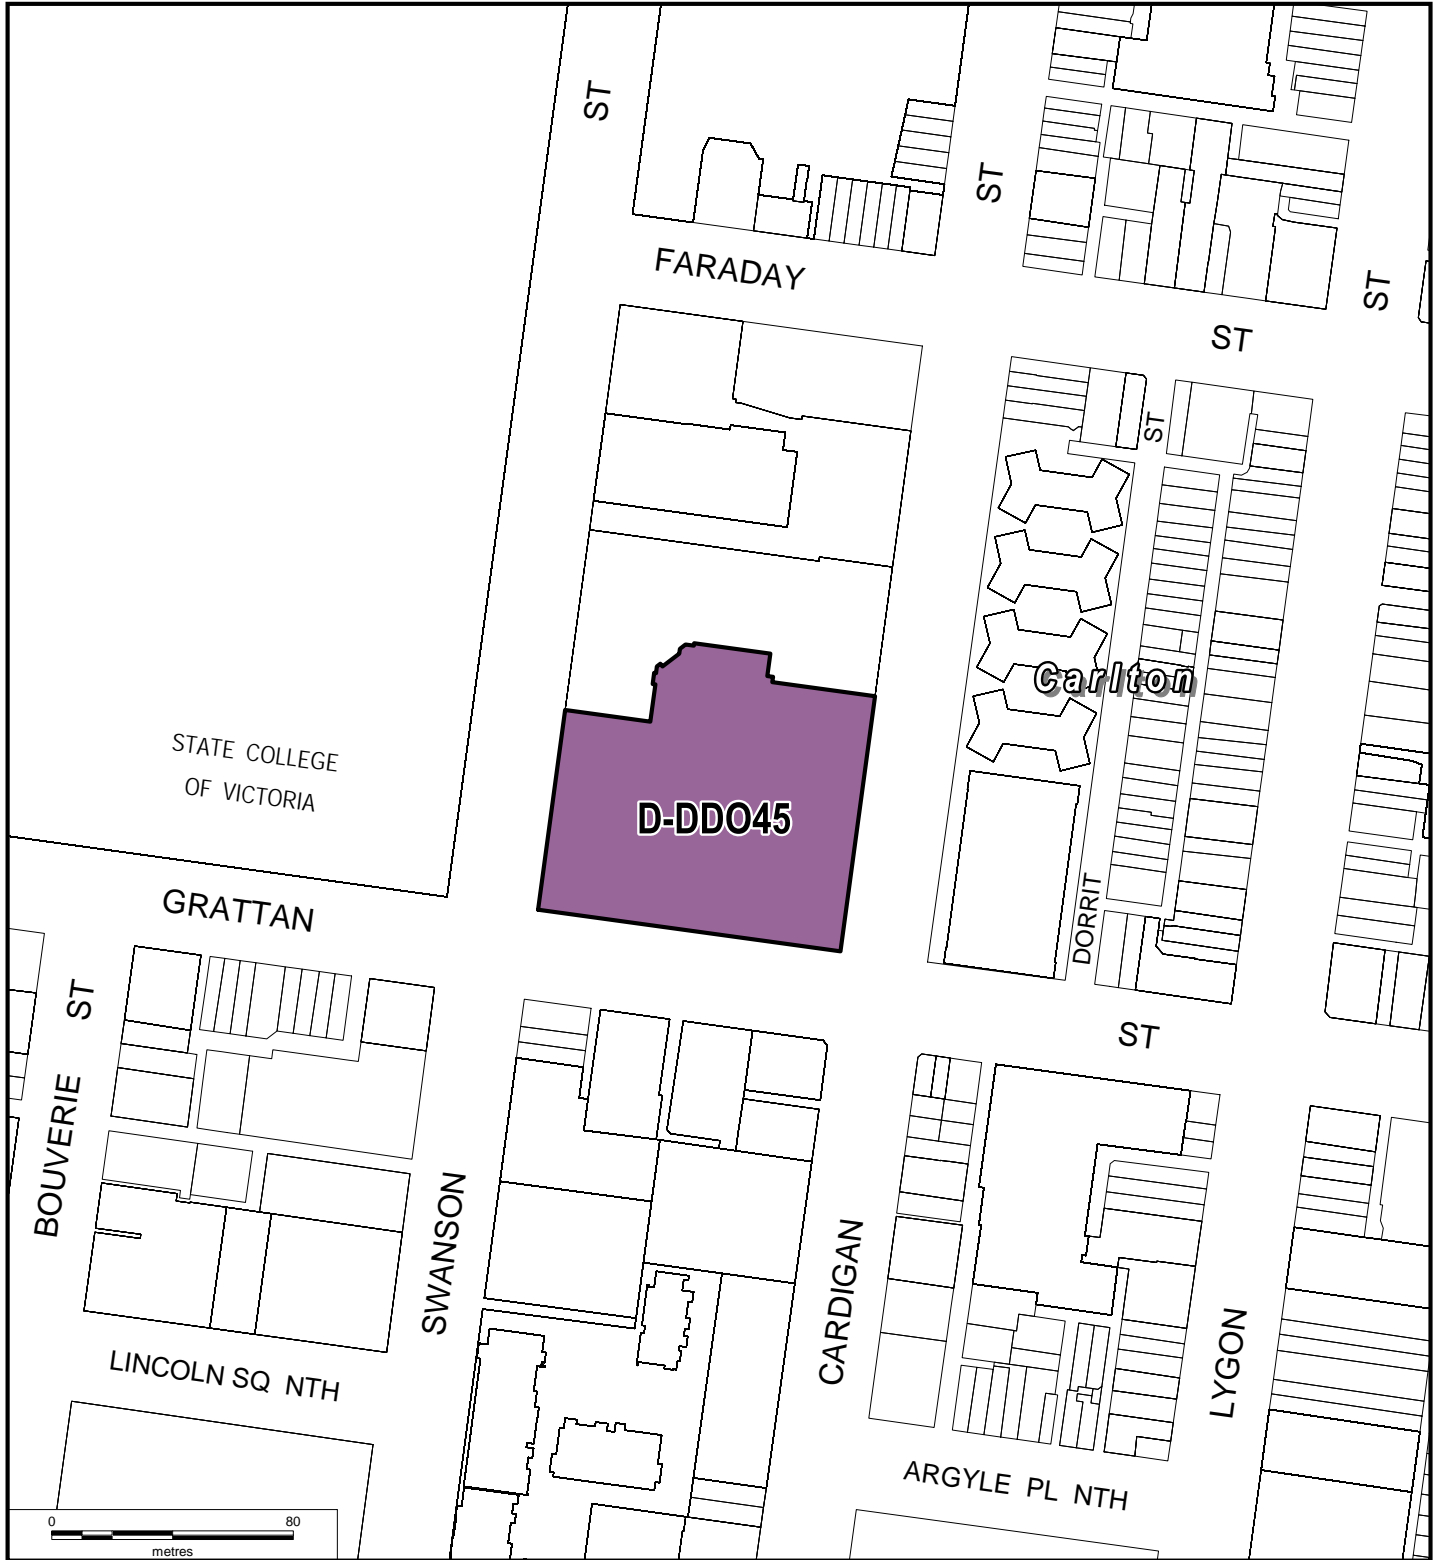 ST
ST
FARADAY
ST
ST
ST
Carlton
STATE COLLEGE
OF VICTORIA
D-DDO45
GRATTAN
DORRIT
ST
ST
BOUVERIE
SWANSON
CARDIGAN
LYGON
LINCOLN SQ NTH
ARGYLE PL NTH
0 80
metres